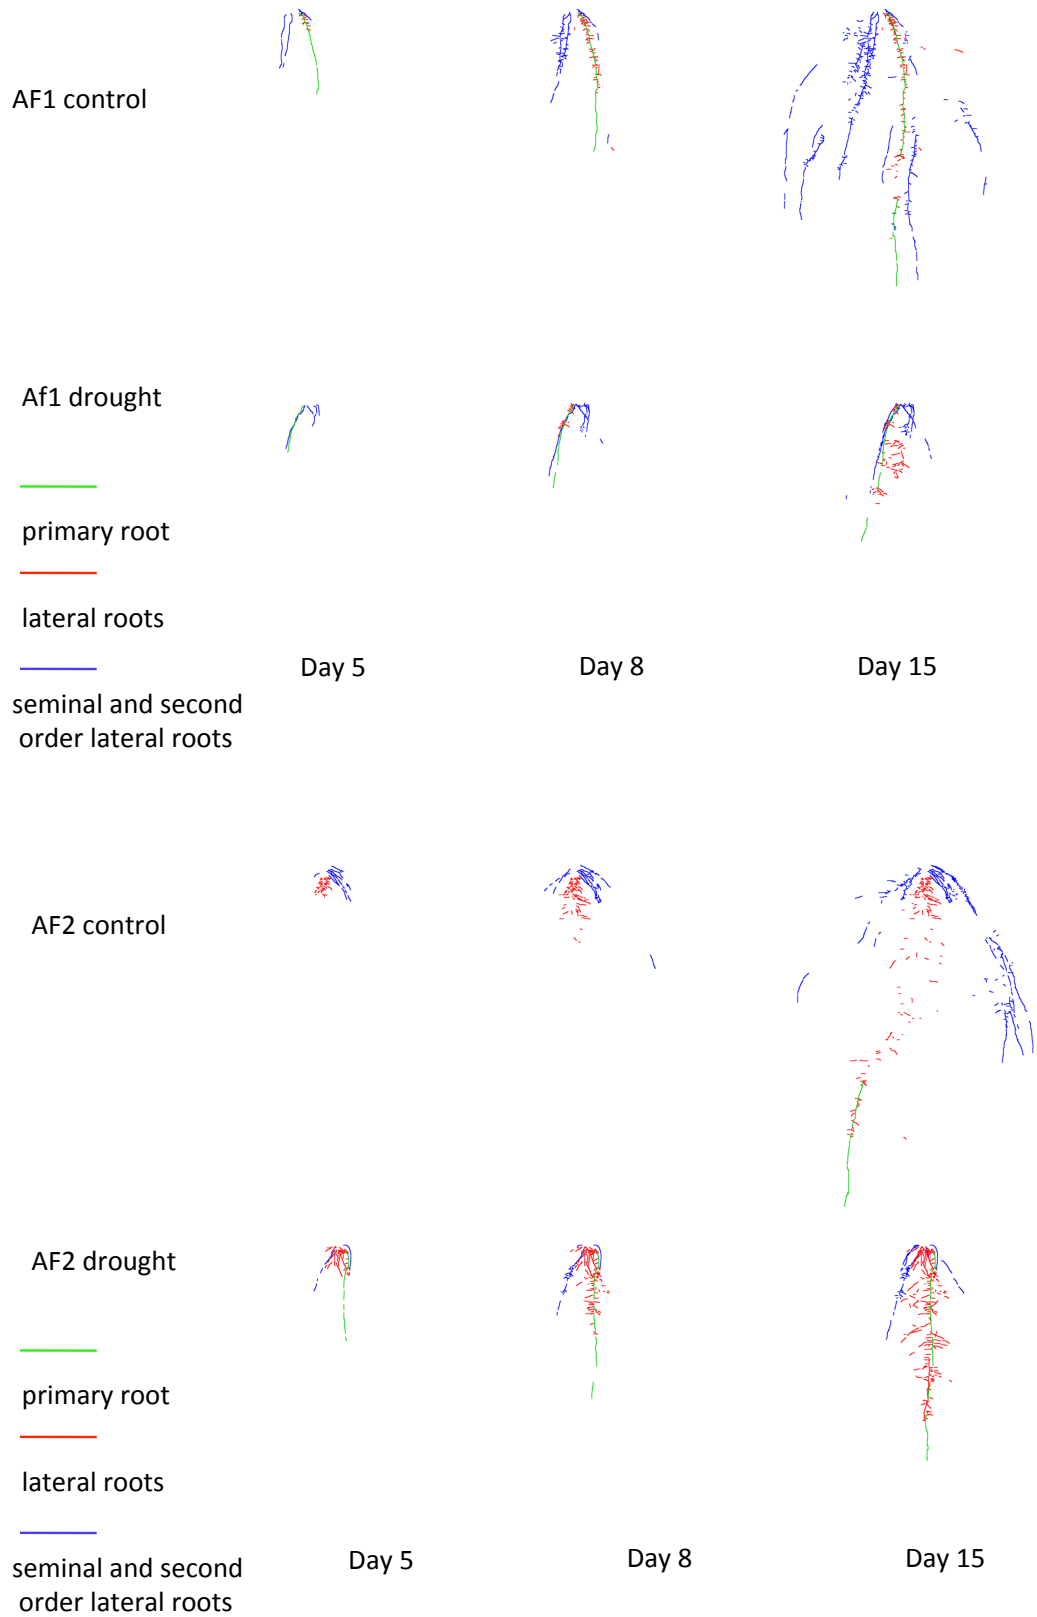 AF1 control
Af1 drought
primary root
lateral roots
Day 5
Day 8
Day 15
seminal and second
order lateral roots
AF2 control
AF2 drought
primary root
lateral roots
Day 5
Day 8
Day 15
seminal and second
order lateral roots